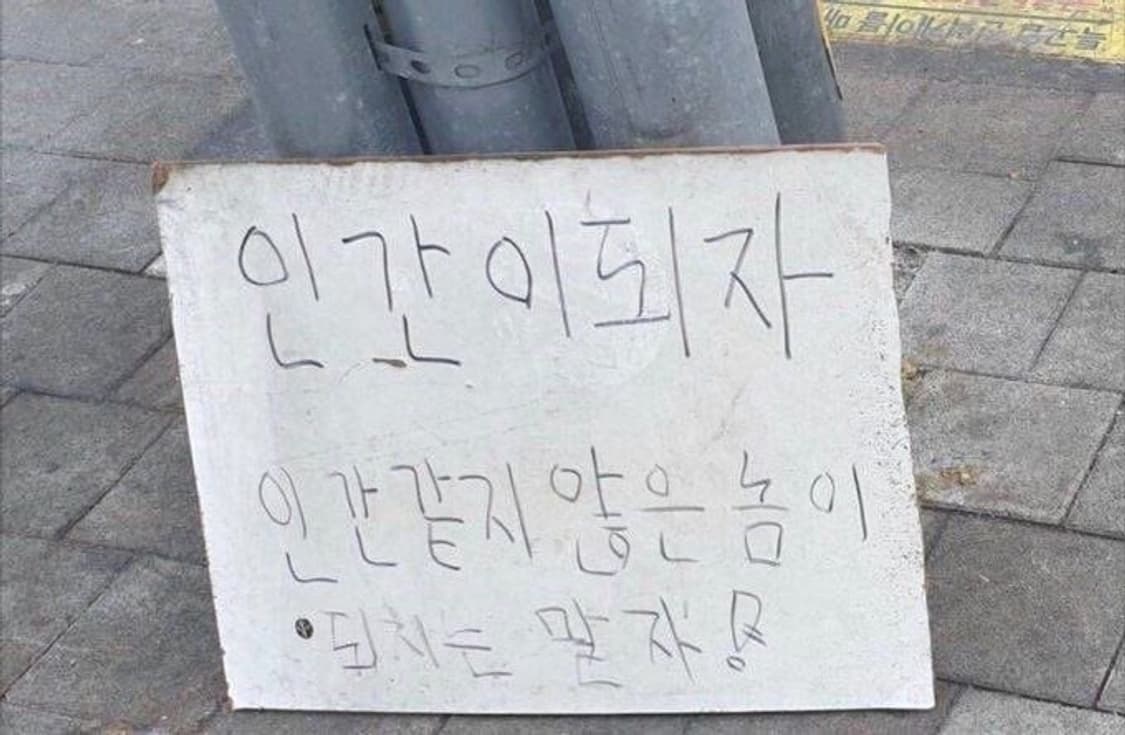 인간이 되자
인간같지 않은 놈이
되지는 말자!